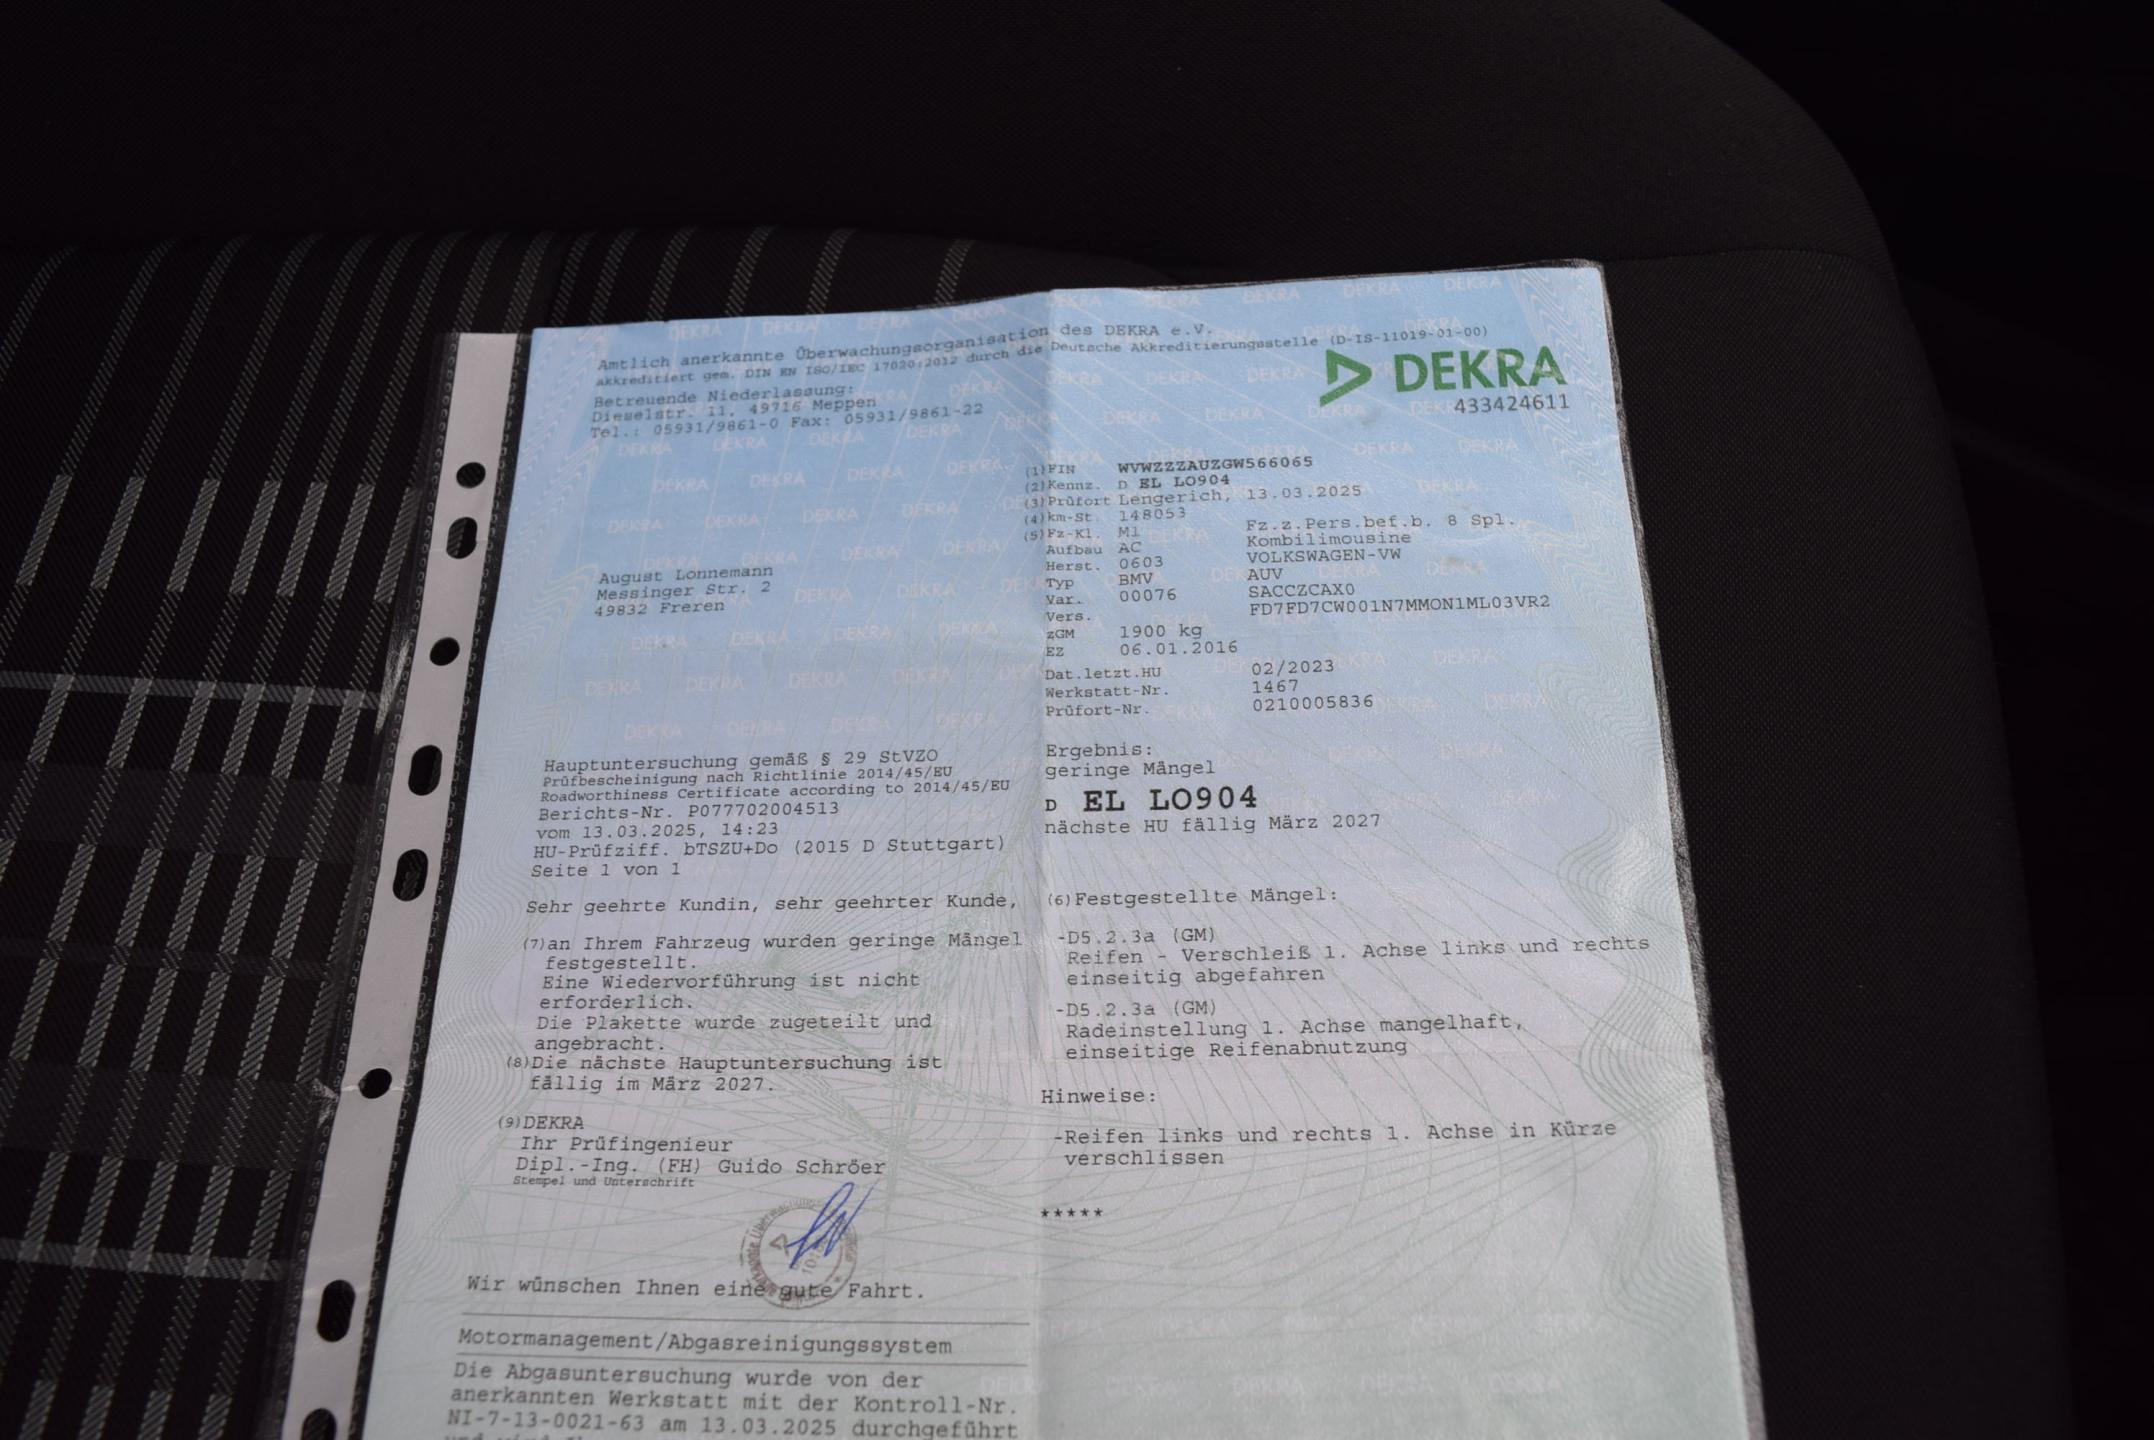 Amtlich anerkannte Überwachungsorganisation des DEKRA e.V.
akkreditiert gem. DIN EN ISO/IEC 17020:2012 durch die Deutsche Akkreditierungsstelle (D-IS-11019-01-00)
DEKRA
433424611
Betreuende Niederlassung:
Dieselstr. 11, 49716 Meppen
Tel.: 05931/9861-0 Fax: 05931/9861-22
August Lonnemann
Messinger Str. 2
49832 Freren
(1)FIN WVWZZZAUZGW566065
(2)Kennz. D EL LO904
(3)Prüfort Lengerich, 13.03.2025
(4)km-St. 148053
(5)Fz-Kl. M1 Fz.z.Pers.bef.b. 8 Spl.
Aufbau AC Kombilimousine
Herst. 0603 VOLKSWAGEN-VW
Typ BMV AUV
Var. 00076 SACCZCAX0
Vers. FD7FD7CW001N7MMON1ML03VR2
zGM 1900 kg
EZ 06.01.2016
Dat.letzt.HU 02/2023
Werkstatt-Nr. 1467
Prüfort-Nr. 0210005836
Hauptuntersuchung gemäß § 29 StVZO
Prüfbescheinigung nach Richtlinie 2014/45/EU
Roadworthiness Certificate according to 2014/45/EU
Berichts-Nr. P077702004513
vom 13.03.2025, 14:23
HU-Prüfziff. bTSZU+Do (2015 D Stuttgart)
Seite 1 von 1
Ergebnis:
geringe Mängel
D EL LO904
nächste HU fällig März 2027
Sehr geehrte Kundin, sehr geehrter Kunde,
(7)an Ihrem Fahrzeug wurden geringe Mängel
festgestellt.
Eine Wiedervorführung ist nicht
erforderlich.
Die Plakette wurde zugeteilt und
angebracht.
(8)Die nächste Hauptuntersuchung ist
fällig im März 2027.
(9)DEKRA
Ihr Prüfingenieur
Dipl.-Ing. (FH) Guido Schröer
Stempel und Unterschrift
Wir wünschen Ihnen eine gute Fahrt.
(6)Festgestellte Mängel:
-D5.2.3a (GM)
Reifen - Verschleiß 1. Achse links und rechts
einseitig abgefahren
-D5.2.3a (GM)
Radeinstellung 1. Achse mangelhaft,
einseitige Reifenabnutzung
Hinweise:
-Reifen links und rechts 1. Achse in Kürze
verschlissen
*****
Motormanagement/Abgasreinigungssystem
Die Abgasuntersuchung wurde von der
anerkannten Werkstatt mit der Kontroll-Nr.
NI-7-13-0021-63 am 13.03.2025 durchgeführt